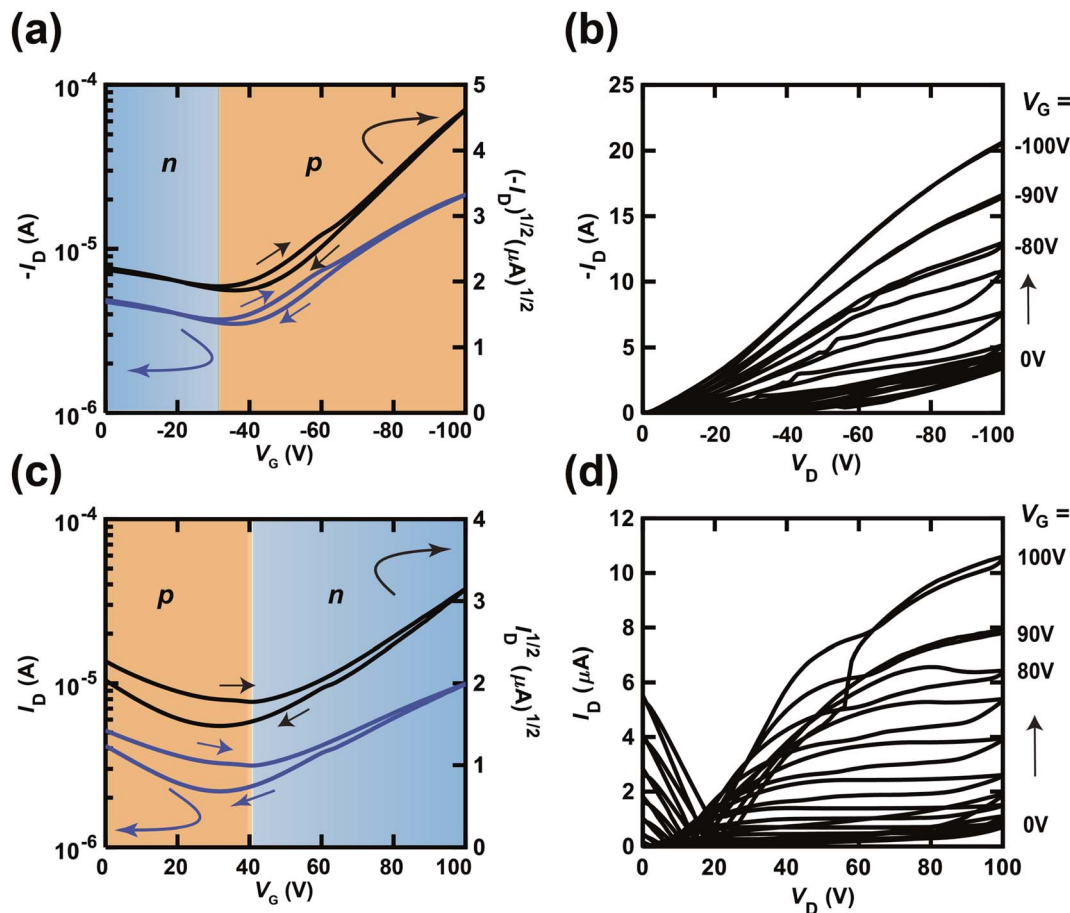 (a)
10⁻⁴
10⁻⁵
10⁻⁶
-I_D (A)
n
p
5
4
3
2
1
0
(-I_D)^1/2 (μA)^1/2
0
-20
-40
-60
-80
-100
V_G (V)
(b)
25
20
15
10
5
0
-I_D (A)
V_G =
-100V
-90V
-80V
0V
0
-20
-40
-60
-80
-100
V_D (V)
(c)
10⁻⁴
10⁻⁵
10⁻⁶
I_D (A)
p
n
4
3
2
1
0
I_D^1/2 (μA)^1/2
0
20
40
60
80
100
V_G (V)
(d)
12
10
8
6
4
2
0
I_D (μA)
V_G =
100V
90V
80V
0V
0
20
40
60
80
100
V_D (V)